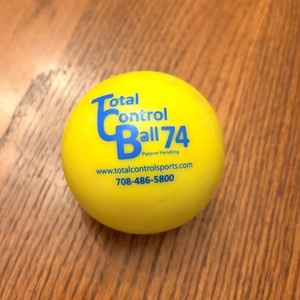 Total
Control
Ball 74
Patent Pending
www.totalcontrolsports.com
708-486-5800